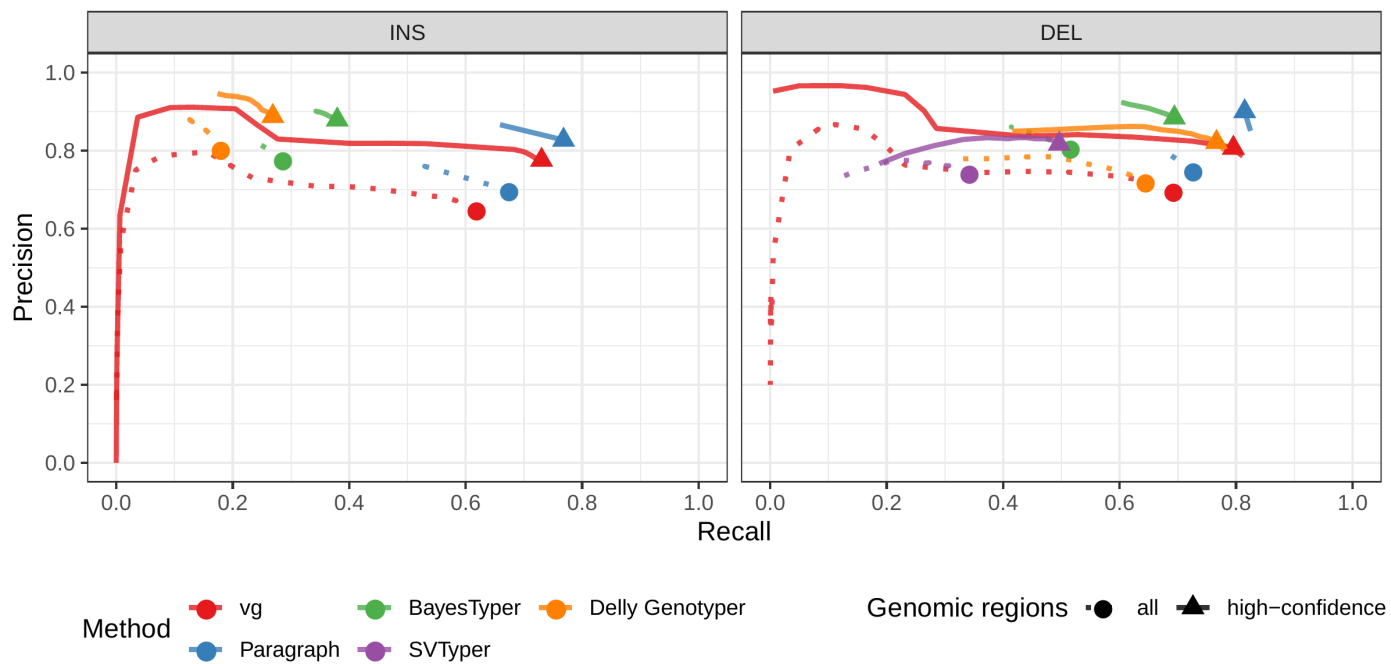 INS DEL
Precision
1.0
0.8
0.6
0.4
0.2
0.0
0.0 0.2 0.4 0.6 0.8 1.0 0.0 0.2 0.4 0.6 0.8 1.0
Recall
Method vg BayesTyper Delly Genotyper
Paragraph SVTyper
Genomic regions all high−confidence